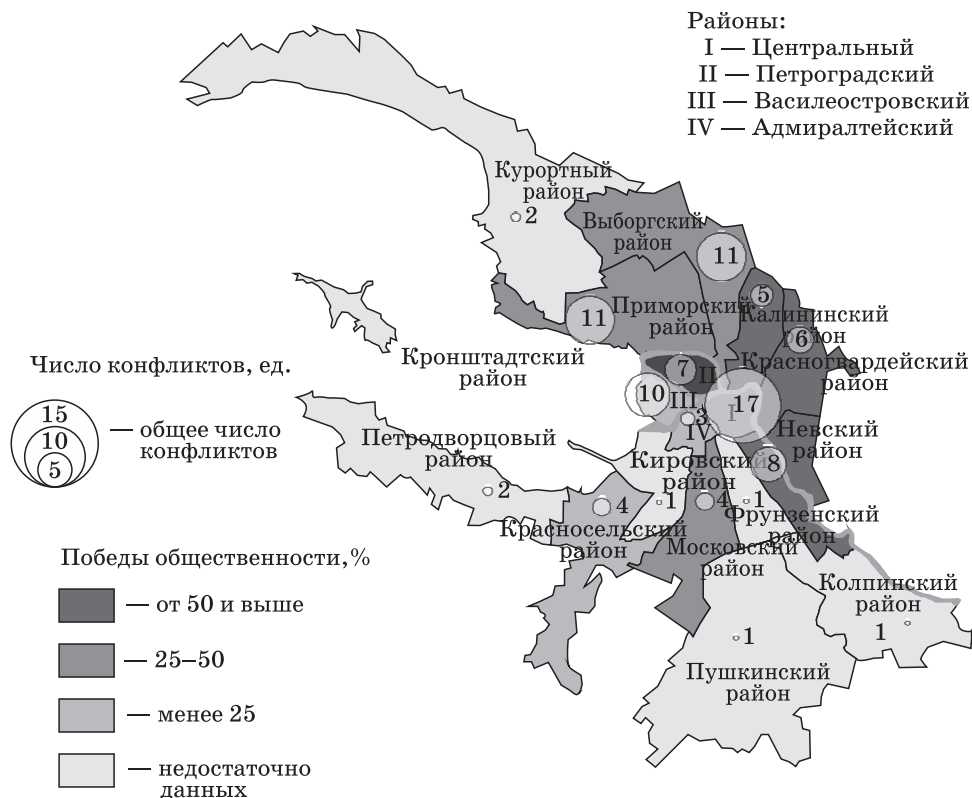 Районы:
I — Центральный
II — Петроградский
III — Василеостровский
IV — Адмиралтейский
Курортный
район
2
Выборгский
район
11
Приморский
район
11
5
Калининский
район
6
Красногвардейский
район
Кронштадтский
район
7
II
10
III
3
IV
I
17
Невский
район
8
Число конфликтов, ед.
15
10
5
— общее число
конфликтов
Петродворцовый
район
2
Кировский
район
1
4
Красносельский
район
4
Московский
район
1
Фрунзенский
район
Колпинский
район
1
1
Пушкинский
район
Победы общественности, %
— от 50 и выше
— 25–50
— менее 25
— недостаточно
данных